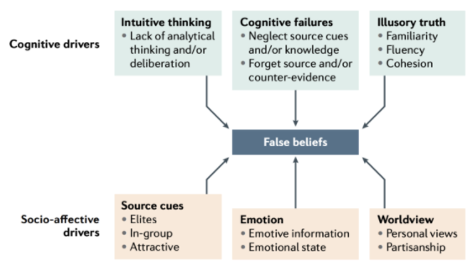 Cognitive drivers
Intuitive thinking
• Lack of analytical
thinking and/or
deliberation
Cognitive failures
• Neglect source cues
and/or knowledge
• Forget source and/or
counter-evidence
Illusory truth
• Familiarity
• Fluency
• Cohesion
False beliefs
Socio-affective
drivers
Source cues
• Elites
• In-group
• Attractive
Emotion
• Emotive information
• Emotional state
Worldview
• Personal views
• Partisanship